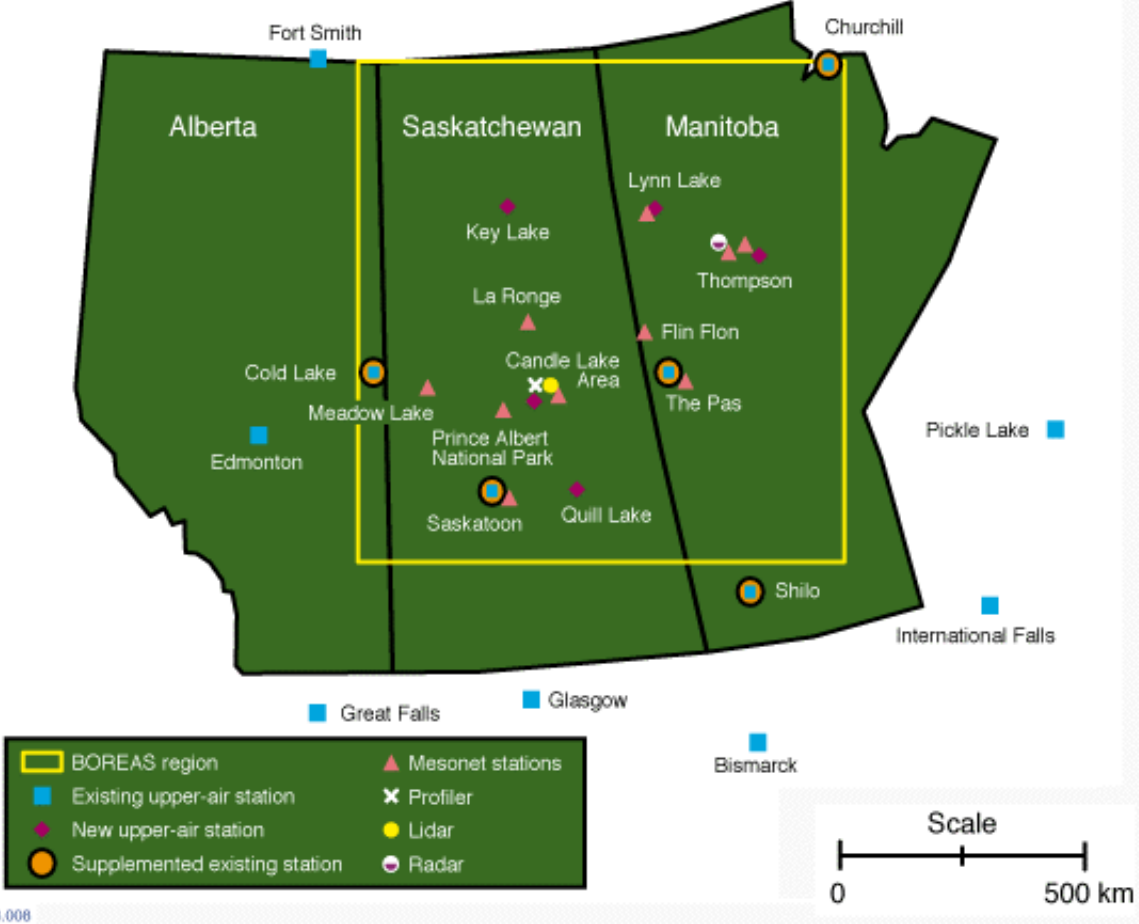 Churchill
Fort Smith
Alberta
Saskatchewan
Manitoba
Lynn Lake
Key Lake
Thompson
La Ronge
Flin Flon
Candle Lake
Area
Cold Lake
The Pas
Meadow Lake
Pickle Lake
Prince Albert
National Park
Edmonton
Quill Lake
Saskatoon
Shilo
International Falls
Glasgow
Great Falls
Bismarck
BOREAS region
Existing upper-air station
New upper-air station
Supplemented existing station
Mesonet stations
Profiler
Lidar
Radar
Scale
0 500 km
.008